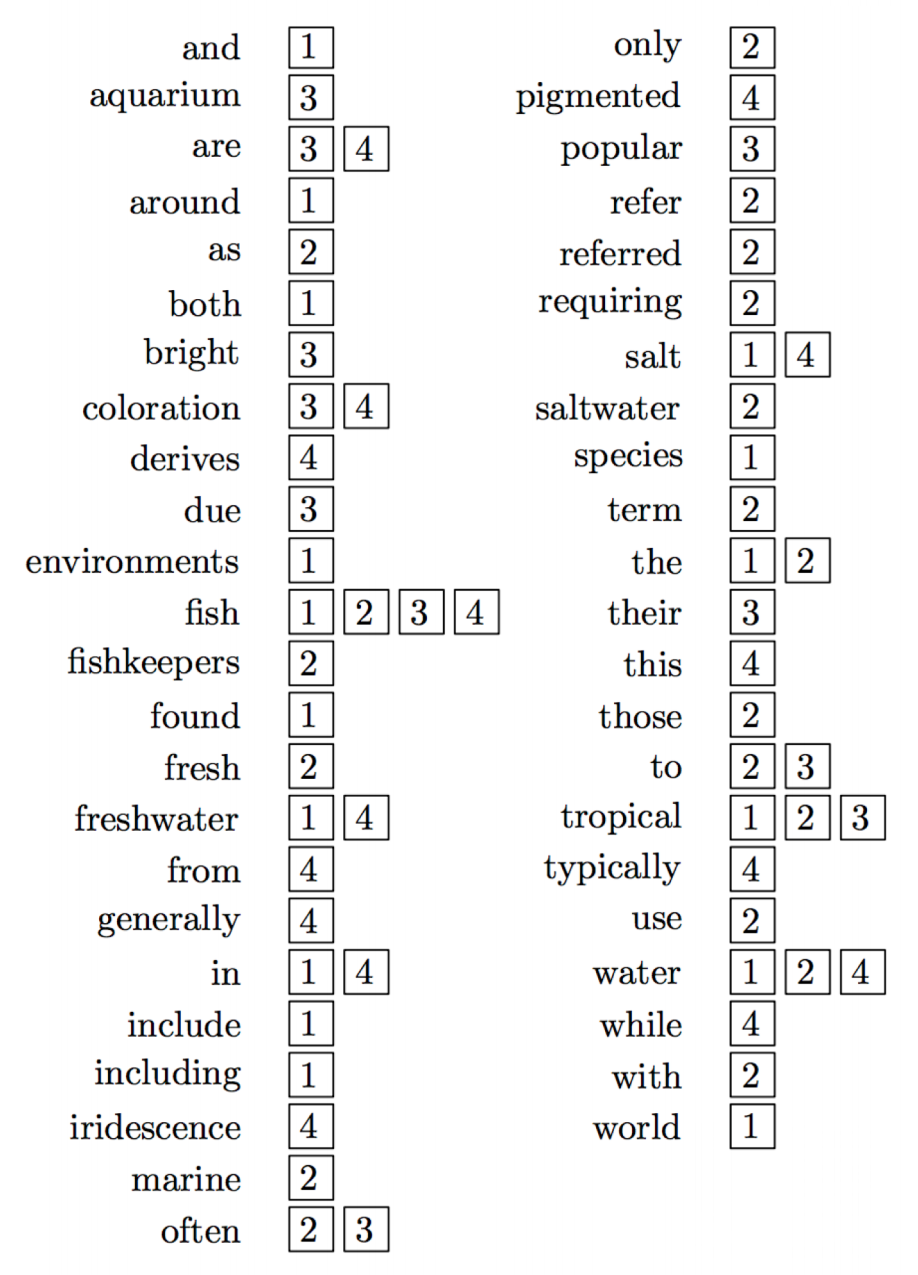 and 1
aquarium 3
are 3 4
around 1
as 2
both 1
bright 3
coloration 3 4
derives 4
due 3
environments 1
fish 1 2 3 4
fishkeepers 2
found 1
fresh 2
freshwater 1 4
from 4
generally 4
in 1 4
include 1
including 1
iridescence 4
marine 2
often 2 3
only 2
pigmented 4
popular 3
refer 2
referred 2
requiring 2
salt 1 4
saltwater 2
species 1
term 2
the 1 2
their 3
this 4
those 2
to 2 3
tropical 1 2 3
typically 4
use 2
water 1 2 4
while 4
with 2
world 1